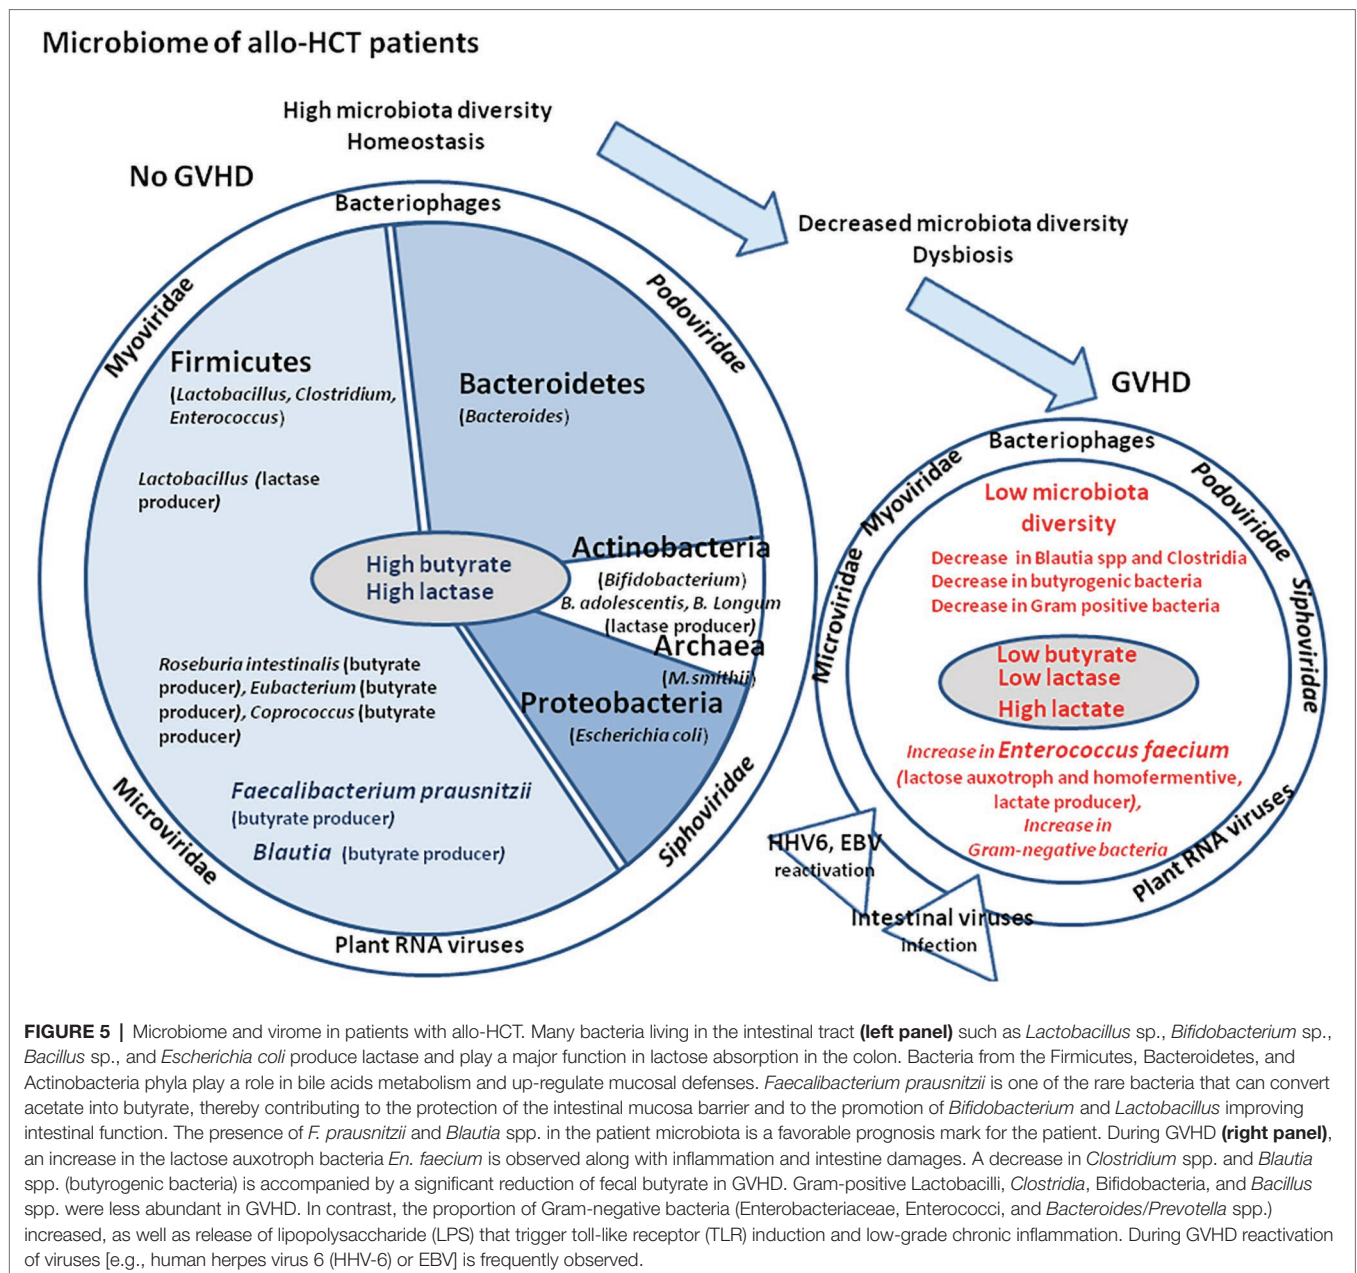 Microbiome of allo-HCT patients
High microbiota diversity
Homeostasis
No GVHD
Bacteriophages
Myoviridae
Podoviridae
Firmicutes
(Lactobacillus, Clostridium,
Enterococcus)
Lactobacillus (lactase
producer)
Bacteroidetes
(Bacteroides)
High butyrate
High lactase
Actinobacteria
(Bifidobacterium)
B. adolescentis, B. Longum
(lactase producer)
Archaea
(M.smithii)
Proteobacteria
(Escherichia coli)
Roseburia intestinalis (butyrate
producer), Eubacterium (butyrate
producer), Coprococcus (butyrate
producer)
Faecalibacterium prausnitzii
(butyrate producer)
Blautia (butyrate producer)
Microviridae
Siphoviridae
Plant RNA viruses
Decreased microbiota diversity
Dysbiosis
GVHD
Bacteriophages
Myoviridae
Podoviridae
Microviridae
Siphoviridae
Low microbiota
diversity
Decrease in Blautia spp and Clostridia
Decrease in butyrogenic bacteria
Decrease in Gram positive bacteria
Low butyrate
Low lactase
High lactate
Increase in Enterococcus faecium
(lactose auxotroph and homofermentive,
lactate producer),
Increase in
Gram-negative bacteria
Plant RNA viruses
HHV6, EBV
reactivation
Intestinal viruses
Infection
FIGURE 5 | Microbiome and virome in patients with allo-HCT. Many bacteria living in the intestinal tract (left panel) such as Lactobacillus sp., Bifidobacterium sp.,
Bacillus sp., and Escherichia coli produce lactase and play a major function in lactose absorption in the colon. Bacteria from the Firmicutes, Bacteroidetes, and
Actinobacteria phyla play a role in bile acids metabolism and up-regulate mucosal defenses. Faecalibacterium prausnitzii is one of the rare bacteria that can convert
acetate into butyrate, thereby contributing to the protection of the intestinal mucosa barrier and to the promotion of Bifidobacterium and Lactobacillus improving
intestinal function. The presence of F. prausnitzii and Blautia spp. in the patient microbiota is a favorable prognosis mark for the patient. During GVHD (right panel),
an increase in the lactose auxotroph bacteria En. faecium is observed along with inflammation and intestine damages. A decrease in Clostridium spp. and Blautia
spp. (butyrogenic bacteria) is accompanied by a significant reduction of fecal butyrate in GVHD. Gram-positive Lactobacilli, Clostridia, Bifidobacteria, and Bacillus
spp. were less abundant in GVHD. In contrast, the proportion of Gram-negative bacteria (Enterobacteriaceae, Enterococci, and Bacteroides/Prevotella spp.)
increased, as well as release of lipopolysaccharide (LPS) that trigger toll-like receptor (TLR) induction and low-grade chronic inflammation. During GVHD reactivation
of viruses [e.g., human herpes virus 6 (HHV-6) or EBV] is frequently observed.